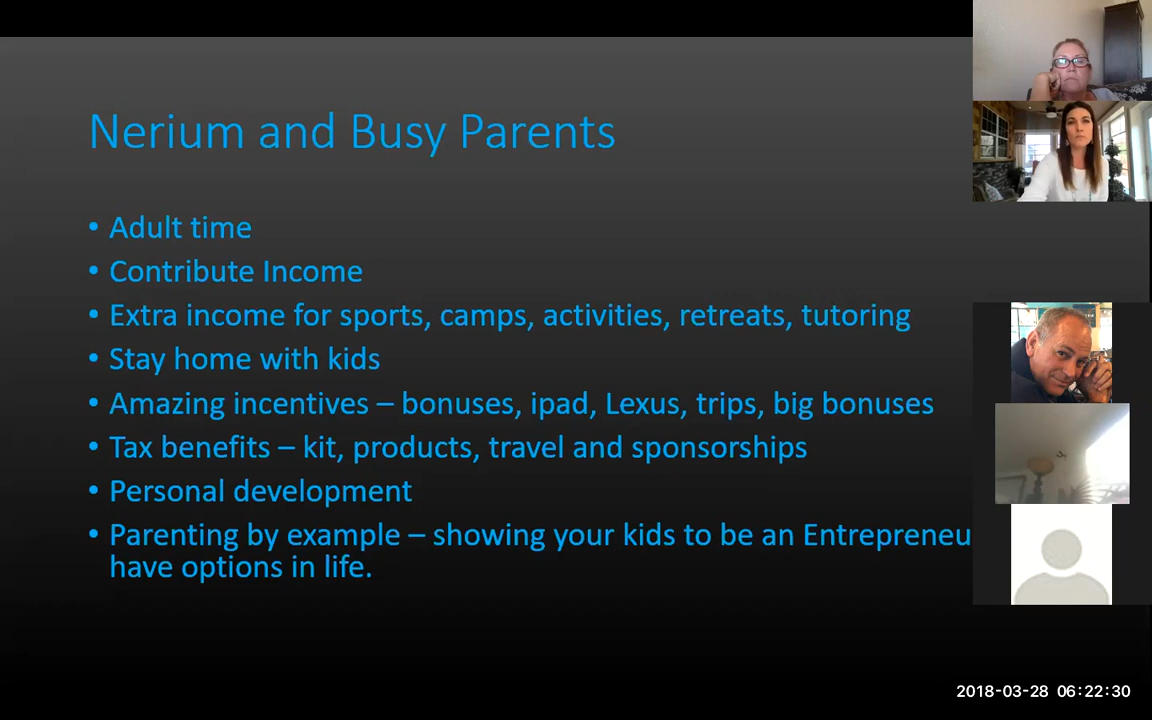 Nerium and Busy Parents
• Adult time
• Contribute Income
• Extra income for sports, camps, activities, retreats, tutoring
• Stay home with kids
• Amazing incentives – bonuses, ipad, Lexus, trips, big bonuses
• Tax benefits – kit, products, travel and sponsorships
• Personal development
• Parenting by example – showing your kids to be an Entrepreneu
have options in life.
2018-03-28 06:22:30